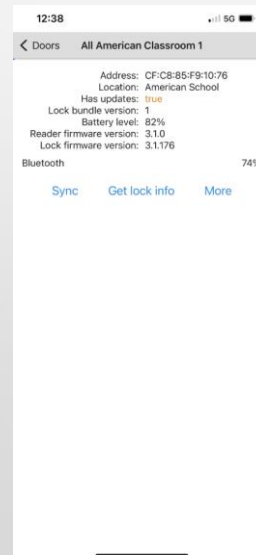 12:38 5G
Doors All American Classroom 1
Address: CF:C8:85:F9:10:76
Location: American School
Has updates: true
Lock bundle version: 1
Battery level: 82%
Reader firmware version: 3.1.0
Lock firmware version: 3.1.176
Bluetooth 74%
Sync Get lock info More